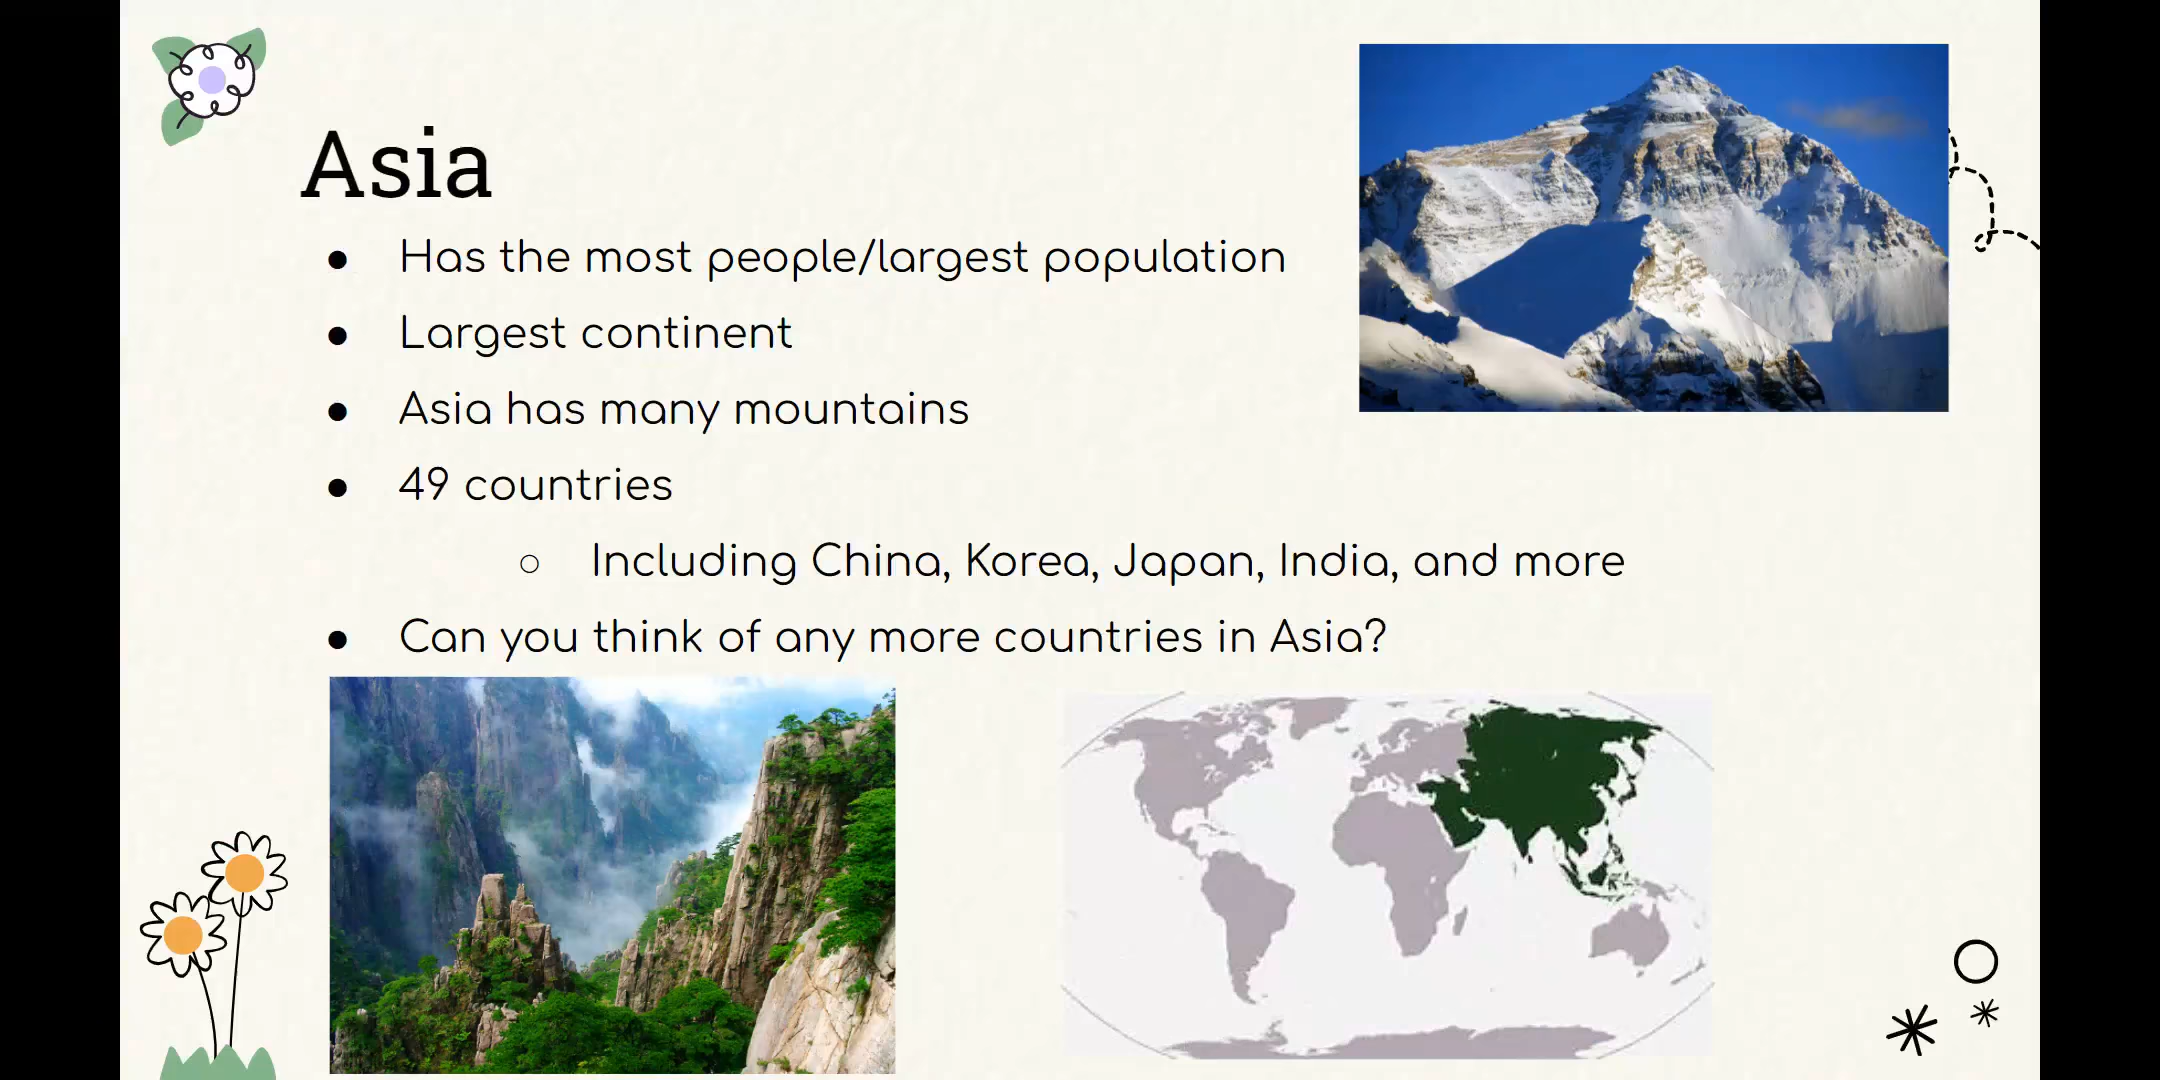 Asia
● Has the most people/largest population
● Largest continent
● Asia has many mountains
● 49 countries
○ Including China, Korea, Japan, India, and more
● Can you think of any more countries in Asia?